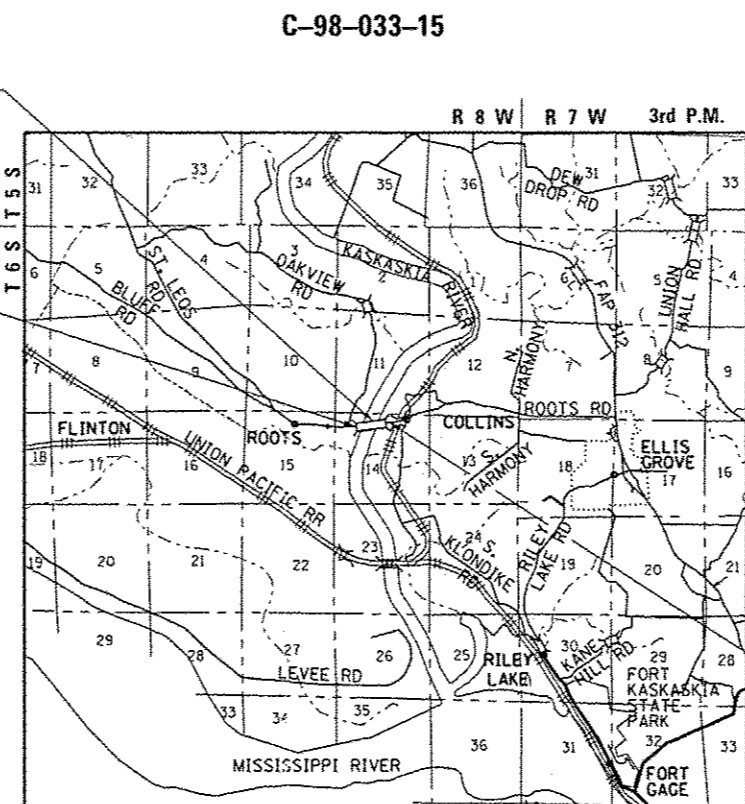 C-98-033-15
R 8 W R 7 W 3rd P.M.
T 5 S
T 6 S
31 32 33 34 35 36 31 32 33
DEW
DROP RD
6 5 4 3 2 1 6 5 4
ST. LEOS
RD
BLUFF
RD
OAKVIEW
RD
KASKASKIA
RIVER
FAP 312
UNION
HALL RD.
7 8 9 10 11 12 7 8 9
N. HARMONY
ROOTS RD
FLINTON
ROOTS
COLLINS
18 17 16 15 14 13 18 17 16
S. HARMONY
ELLIS
GROVE
UNION PACIFIC RR
19 20 21 22 23 24 19 20 21
S. KLONDIKE
RD
RILEY
LAKE RD
29 28 27 26 25 30 29 28
LEVEE RD
RILEY
LAKE
KANE
HILL RD
FORT
KASKASKIA
STATE
PARK
33 34 35 36 31 32 33
MISSISSIPPI RIVER
FORT
GAGE